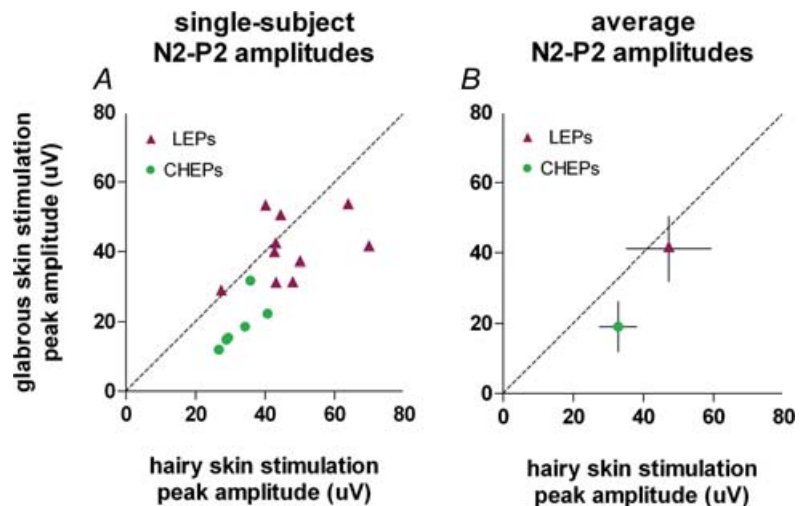 single-subject
N2-P2 amplitudes
A
glabrous skin stimulation
peak amplitude (uV)
80
60
40
20
0
LEPs
CHEPs
0 20 40 60 80
hairy skin stimulation
peak amplitude (uV)
average
N2-P2 amplitudes
B
80
60
40
20
0
LEPs
CHEPs
0 20 40 60 80
hairy skin stimulation
peak amplitude (uV)